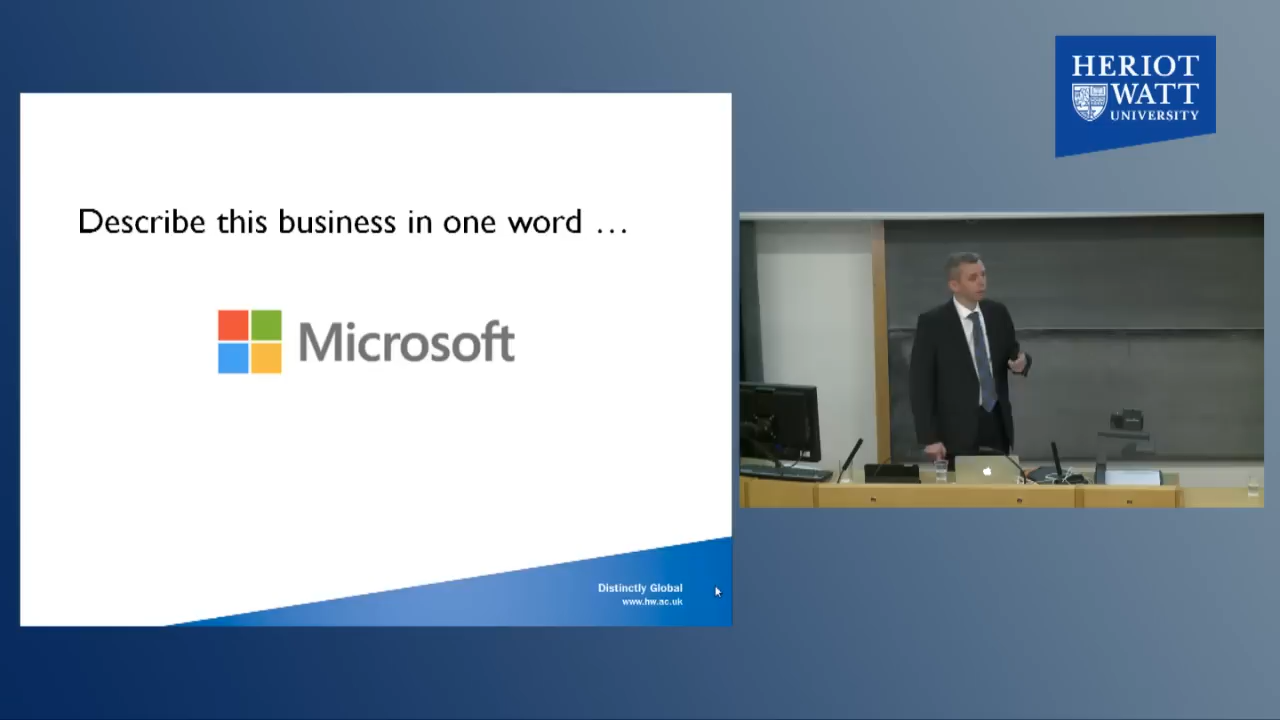 HERIOT
WATT
UNIVERSITY
Describe this business in one word …
Microsoft
Distinctly Global
www.hw.ac.uk